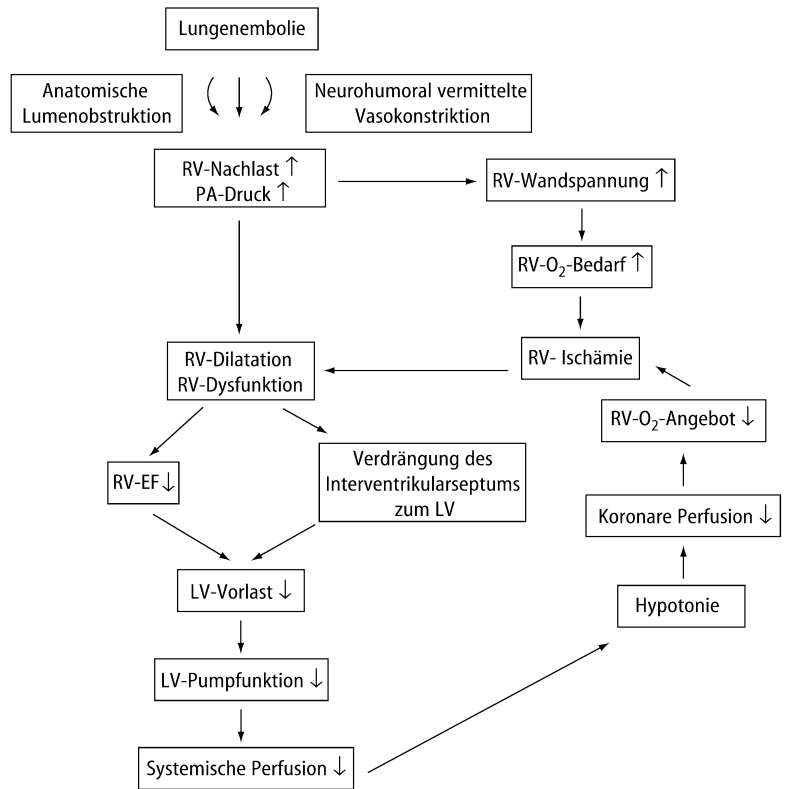 Lungenembolie
Anatomische
Lumenobstruktion
Neurohumoral vermittelte
Vasokonstriktion
RV-Nachlast ↑
PA-Druck ↑
RV-Wandspannung ↑
RV-O₂-Bedarf ↑
RV-Dilatation
RV-Dysfunktion
RV- Ischämie
RV-O₂-Angebot ↓
RV-EF ↓
Verdrängung des
Interventrikularseptums
zum LV
Koronare Perfusion ↓
LV-Vorlast ↓
Hypotonie
LV-Pumpfunktion ↓
Systemische Perfusion ↓